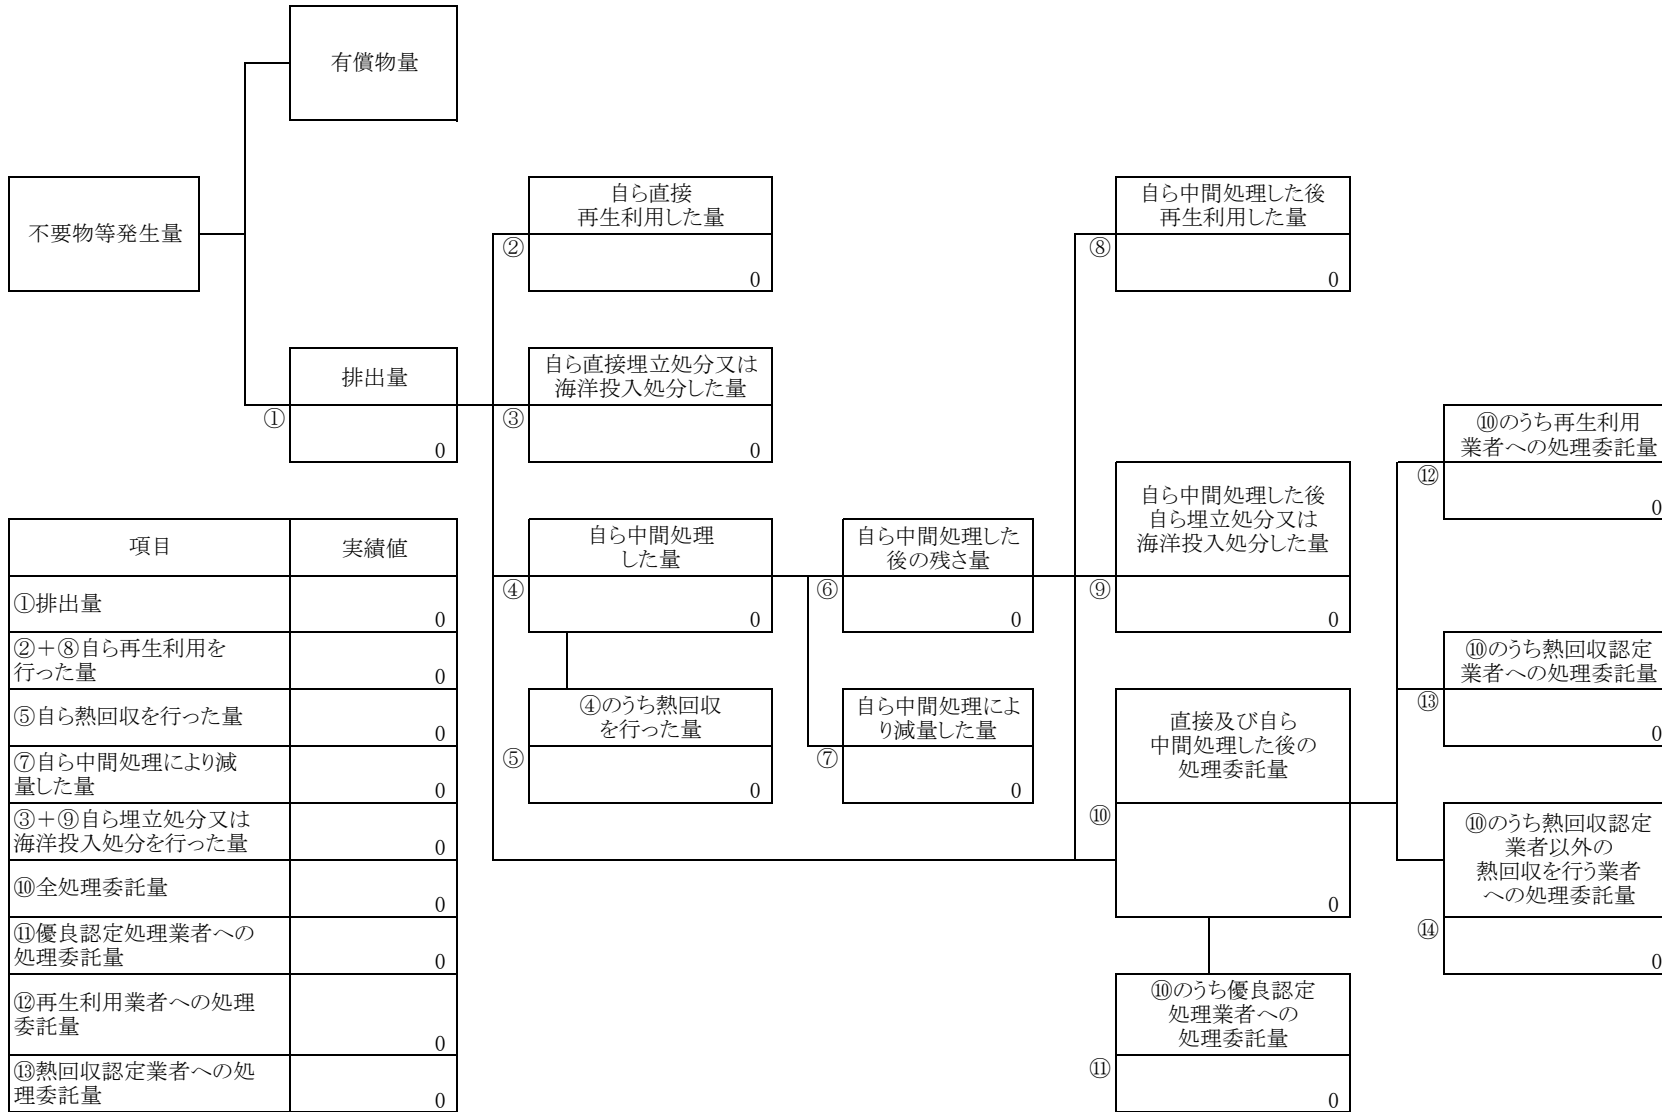 有償物量
不要物等発生量
自ら直接
再生利用した量
②
0
自ら中間処理した後
再生利用した量
⑧
0
排出量
①
0
自ら直接埋立処分又は
海洋投入処分した量
③
0
⑩のうち再生利用
業者への処理委託量
⑫
0
自ら中間処理
した量
④
0
自ら中間処理した
後の残さ量
⑥
0
自ら中間処理した後
自ら埋立処分又は
海洋投入処分した量
⑨
0
⑩のうち熱回収認定
業者への処理委託量
⑬
0
④のうち熱回収
を行った量
⑤
0
自ら中間処理によ
り減量した量
⑦
0
直接及び自ら
中間処理した後の
処理委託量
⑩
0
⑩のうち熱回収認定
業者以外の
熱回収を行う業者
への処理委託量
⑭
0
⑩のうち優良認定
処理業者への
処理委託量
⑪
0
項目 実績値
①排出量
0
②+⑧自ら再生利用を
行った量
0
⑤自ら熱回収を行った量
0
⑦自ら中間処理により減
量した量
0
③+⑨自ら埋立処分又は
海洋投入処分を行った量
0
⑩全処理委託量
0
⑪優良認定処理業者への
処理委託量
0
⑫再生利用業者への処理
委託量
0
⑬熱回収認定業者への処
理委託量
0